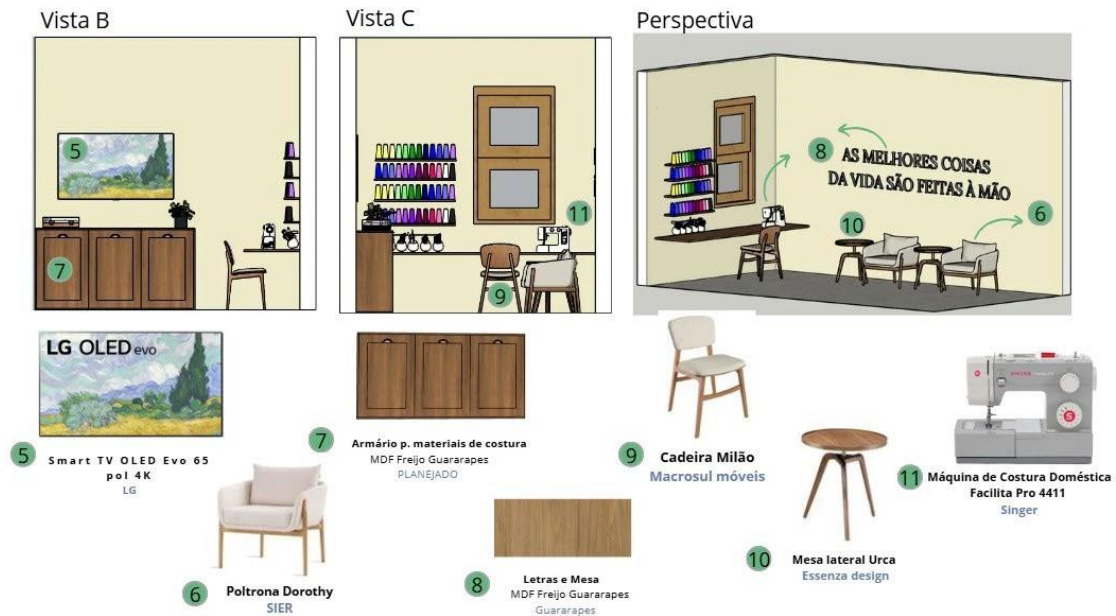 Vista B
Vista C
Perspectiva
5
7
11
9
8
AS MELHORES COISAS
DA VIDA SÃO FEITAS À MÃO
10
6
LG OLED evo
5
Smart TV OLED Evo 65
pol 4K
LG
6
Poltrona Dorothy
SIER
7
Armário p. materiais de costura
MDF Freijo Guararapes
PLANEJADO
8
Letras e Mesa
MDF Freijo Guararapes
Guararapes
9
Cadeira Milão
Macrosul móveis
10
Mesa lateral Urca
Essenza design
SINGER
S
11
Máquina de Costura Doméstica
Facilita Pro 4411
Singer